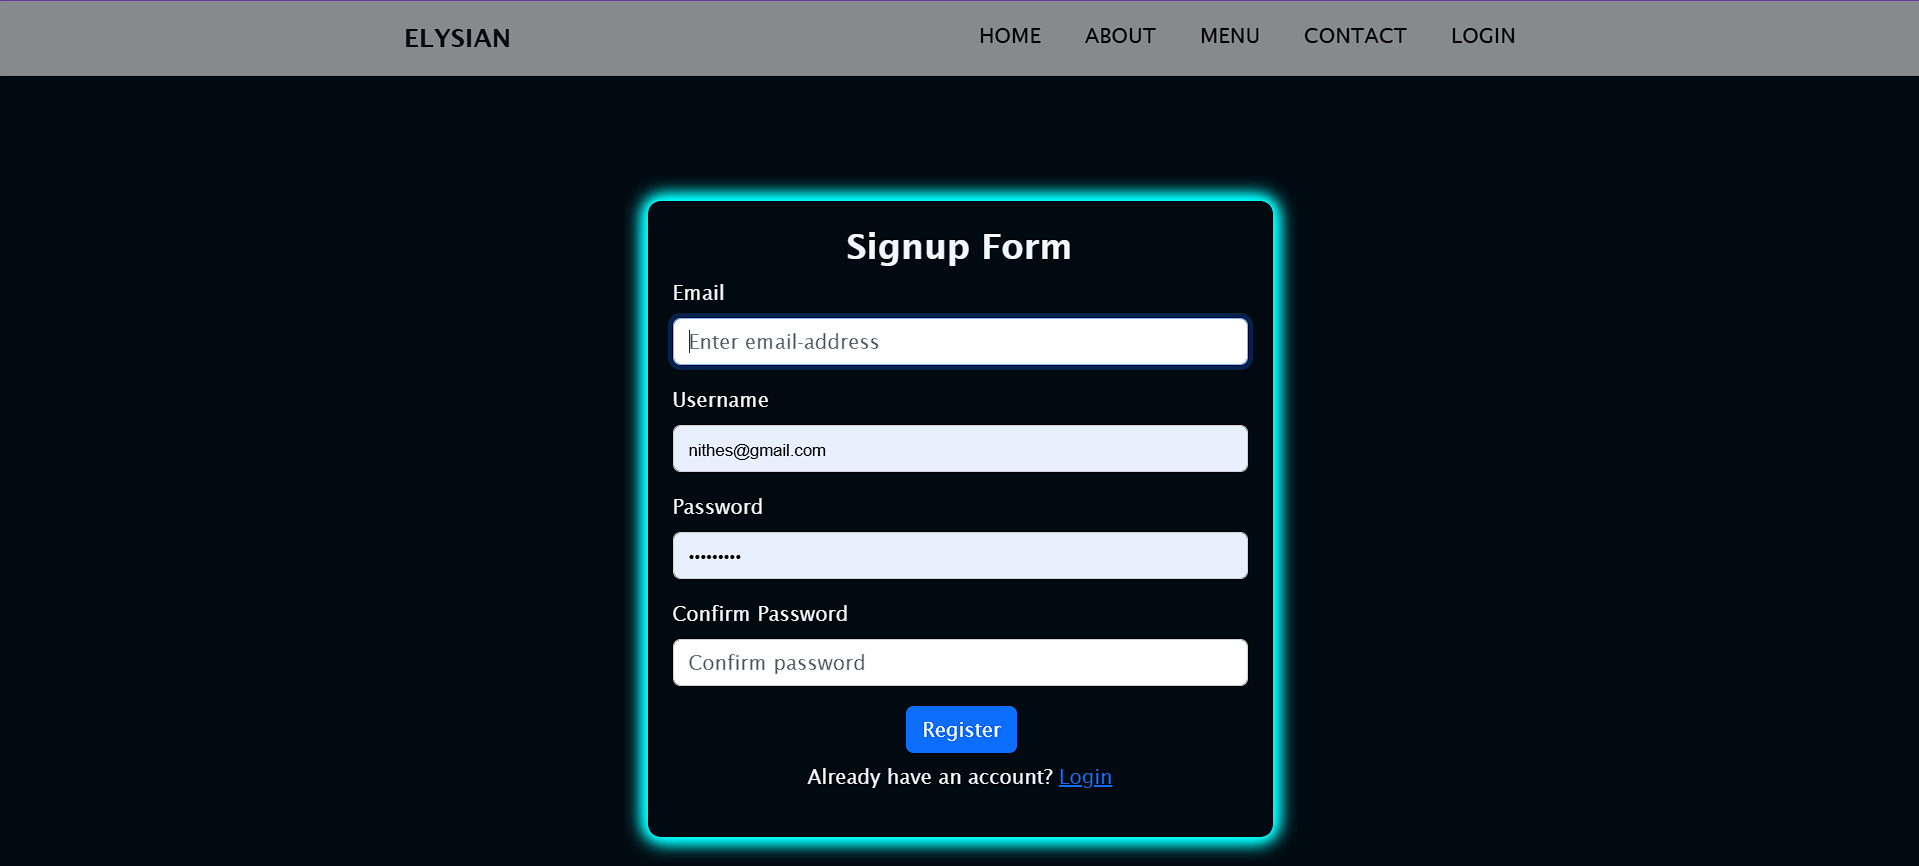 ELYSIAN HOME ABOUT MENU CONTACT LOGIN
Signup Form
Email
Enter email-address
Username
nithes@gmail.com
Password
•••••••••
Confirm Password
Confirm password
Register
Already have an account? Login